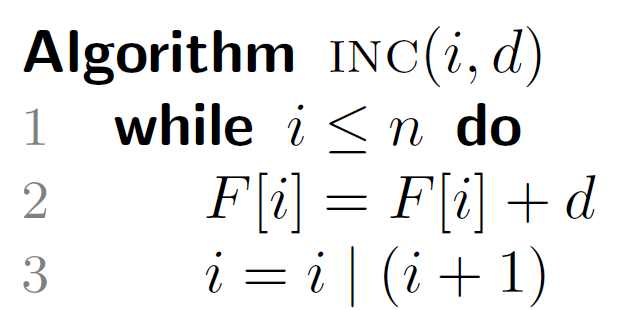 Algorithm INC(i, d)
1 while i ≤ n do
2 F[i] = F[i] + d
3 i = i | (i + 1)